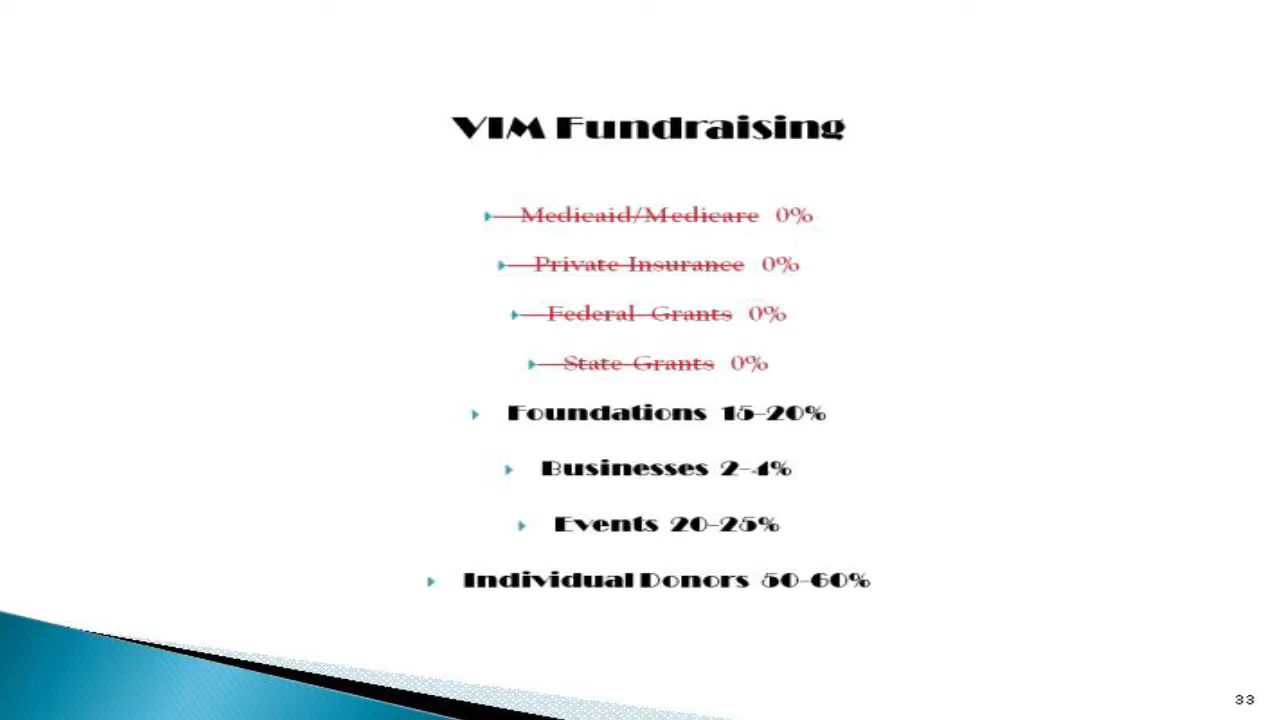 VIM Fundraising
Medicaid/Medicare 0%
Private Insurance 0%
Federal Grants 0%
State Grants 0%
Foundations 15-20%
Businesses 2-4%
Events 20-25%
Individual Donors 50-60%
33